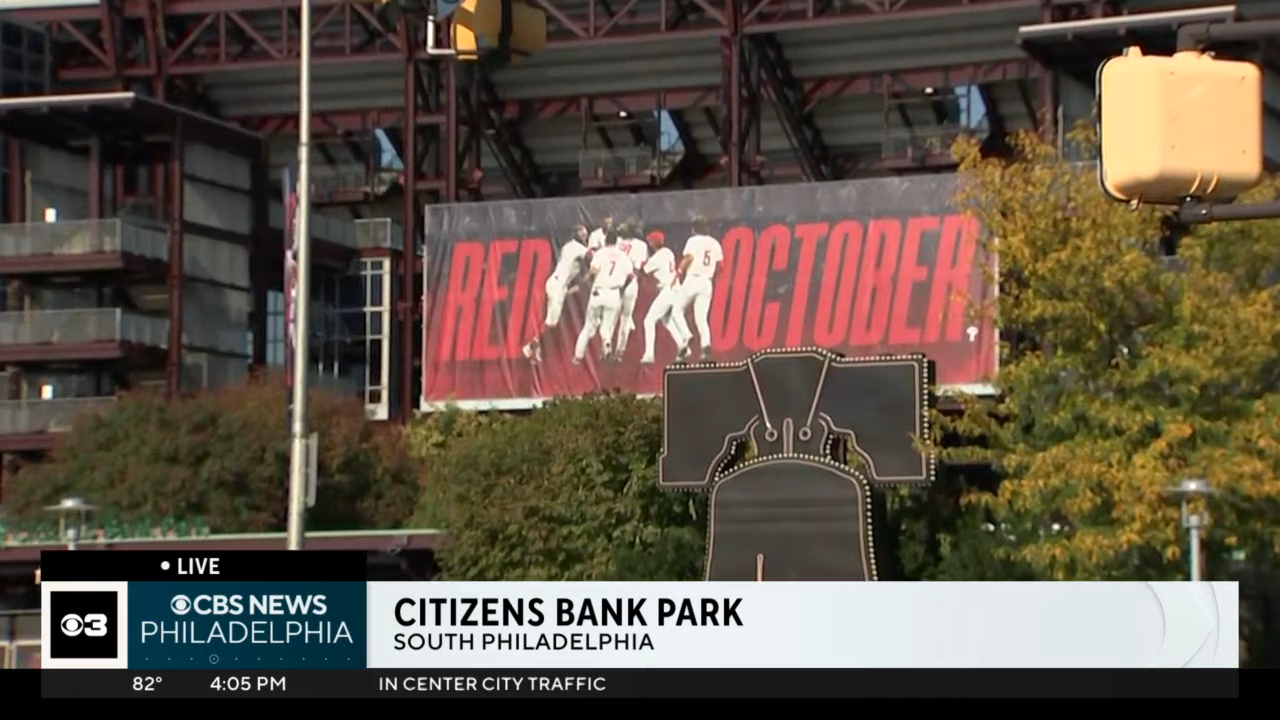 RED OCTOBER
7
5
• LIVE
3
CBS NEWS
PHILADELPHIA
CITIZENS BANK PARK
SOUTH PHILADELPHIA
82° 4:05 PM IN CENTER CITY TRAFFIC